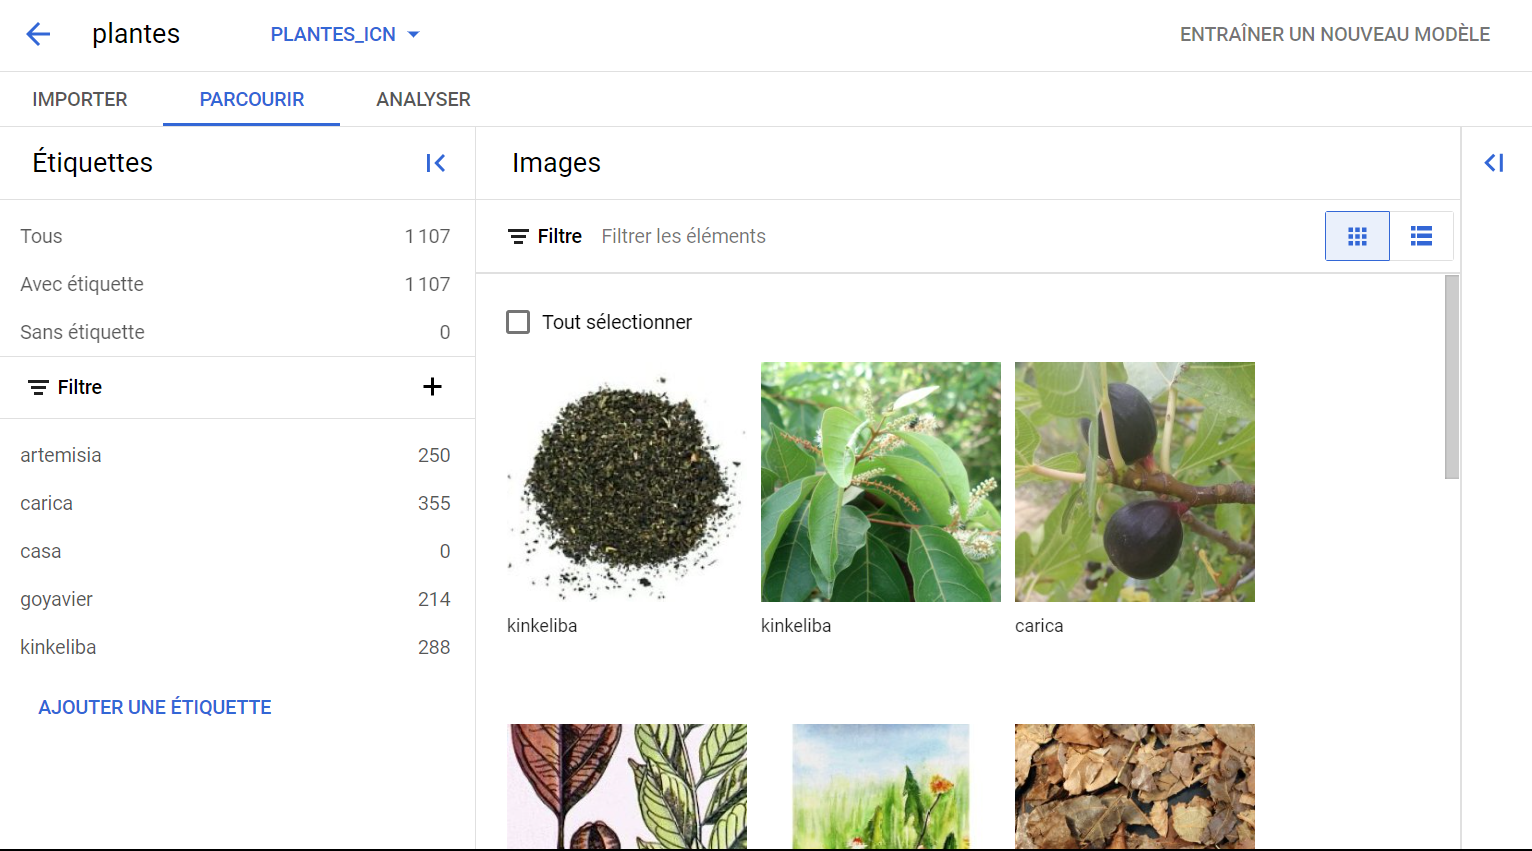 plantes
PLANTES_ICN
ENTRAÎNER UN NOUVEAU MODÈLE
IMPORTER
PARCOURIR
ANALYSER
Étiquettes
Tous 1 107
Avec étiquette 1 107
Sans étiquette 0
Filtre
artemisia 250
carica 355
casa 0
goyavier 214
kinkeliba 288
AJOUTER UNE ÉTIQUETTE
Images
Filtre Filtrer les éléments
Tout sélectionner
kinkeliba
kinkeliba
carica